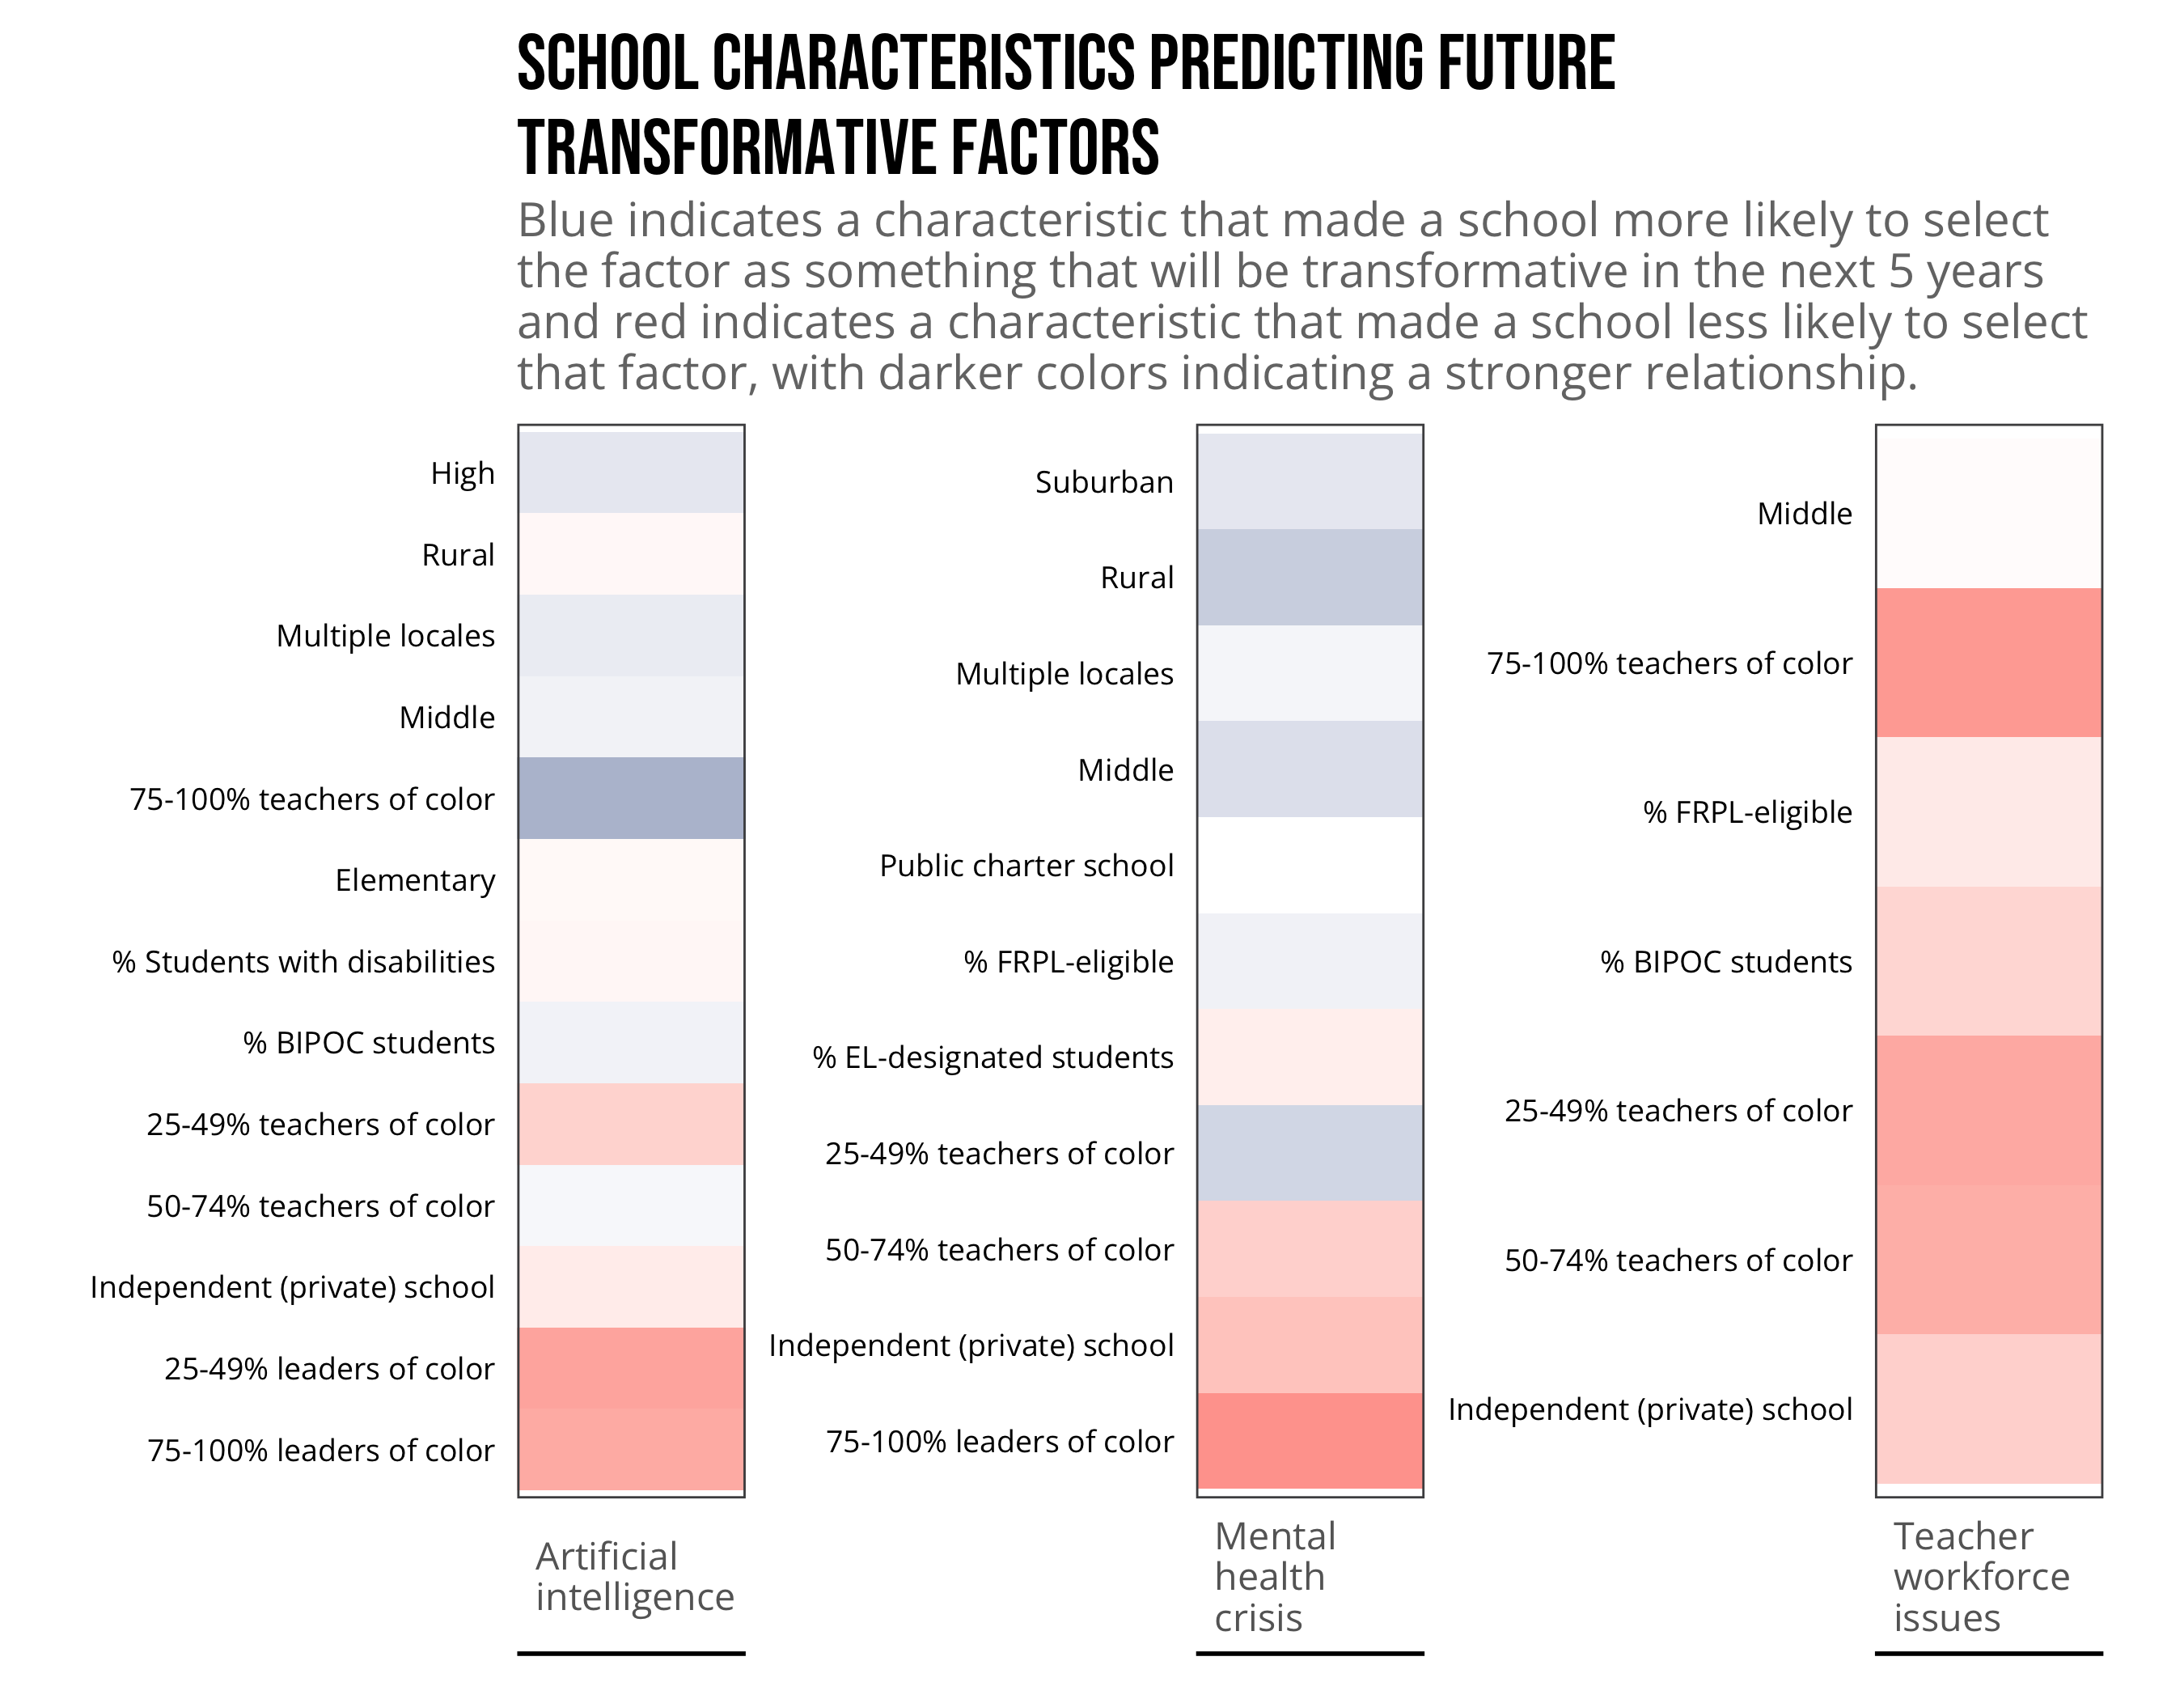 SCHOOL CHARACTERISTICS PREDICTING FUTURE
TRANSFORMATIVE FACTORS
Blue indicates a characteristic that made a school more likely to select
the factor as something that will be transformative in the next 5 years
and red indicates a characteristic that made a school less likely to select
that factor, with darker colors indicating a stronger relationship.
High
Rural
Multiple locales
Middle
75-100% teachers of color
Elementary
% Students with disabilities
% BIPOC students
25-49% teachers of color
50-74% teachers of color
Independent (private) school
25-49% leaders of color
75-100% leaders of color
Artificial
intelligence
Suburban
Rural
Multiple locales
Middle
Public charter school
% FRPL-eligible
% EL-designated students
25-49% teachers of color
50-74% teachers of color
Independent (private) school
75-100% leaders of color
Mental
health
crisis
Middle
75-100% teachers of color
% FRPL-eligible
% BIPOC students
25-49% teachers of color
50-74% teachers of color
Independent (private) school
Teacher
workforce
issues